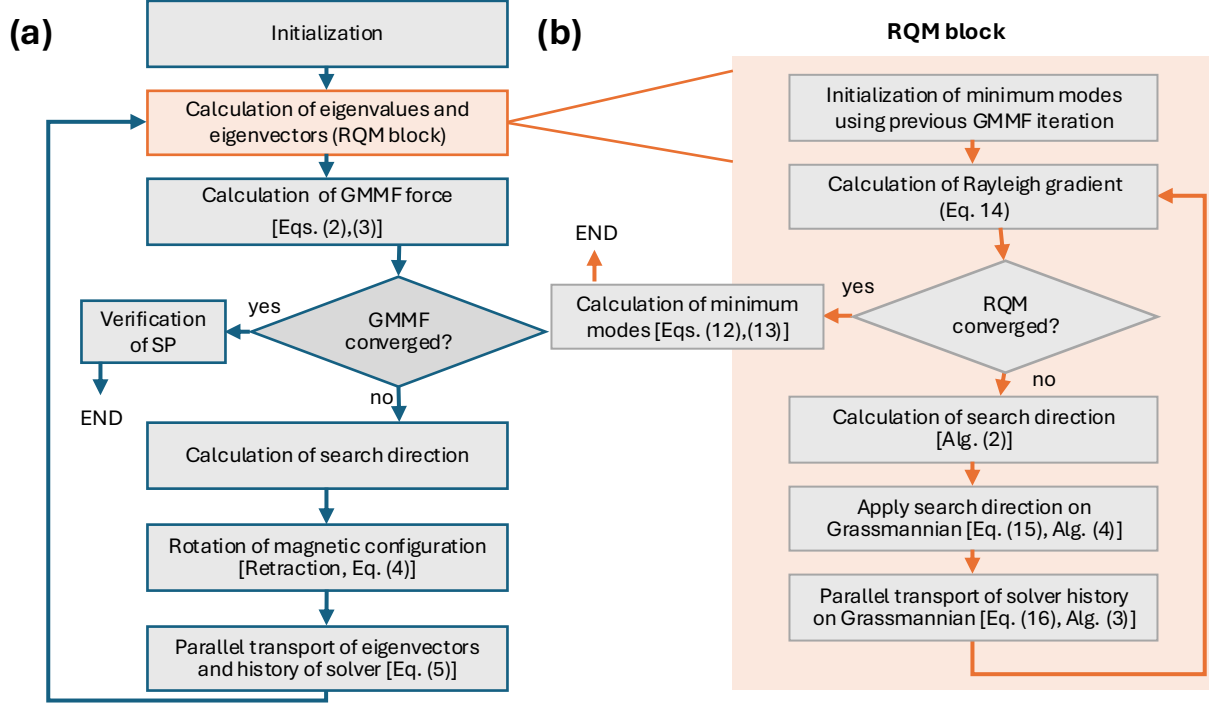 (a)
Initialization
Calculation of eigenvalues and
eigenvectors (RQM block)
Calculation of GMMF force
[Eqs. (2),(3)]
GMMF
converged?
yes
Verification
of SP
END
no
Calculation of search direction
Rotation of magnetic configuration
[Retraction, Eq. (4)]
Parallel transport of eigenvectors
and history of solver [Eq. (5)]
(b)
RQM block
Initialization of minimum modes
using previous GMMF iteration
Calculation of Rayleigh gradient
(Eq. 14)
RQM
converged?
yes
Calculation of minimum
modes [Eqs. (12),(13)]
END
no
Calculation of search direction
[Alg. (2)]
Apply search direction on
Grassmannian [Eq. (15), Alg. (4)]
Parallel transport of solver history
on Grassmannian [Eq. (16), Alg. (3)]